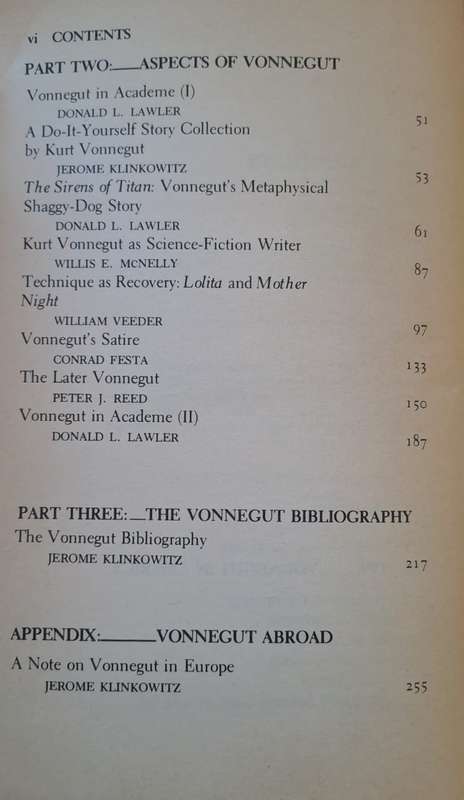 vi CONTENTS
PART TWO:___ASPECTS OF VONNEGUT
Vonnegut in Academe (I)
DONALD L. LAWLER 51
A Do-It-Yourself Story Collection
by Kurt Vonnegut
JEROME KLINKOWITZ 53
The Sirens of Titan: Vonnegut's Metaphysical
Shaggy-Dog Story
DONALD L. LAWLER 61
Kurt Vonnegut as Science-Fiction Writer
WILLIS E. McNELLY 87
Technique as Recovery: Lolita and Mother
Night
WILLIAM VEEDER 97
Vonnegut's Satire
CONRAD FESTA 133
The Later Vonnegut
PETER J. REED 150
Vonnegut in Academe (II)
DONALD L. LAWLER 187
PART THREE:__THE VONNEGUT BIBLIOGRAPHY
The Vonnegut Bibliography
JEROME KLINKOWITZ 217
APPENDIX:_____VONNEGUT ABROAD
A Note on Vonnegut in Europe
JEROME KLINKOWITZ 255